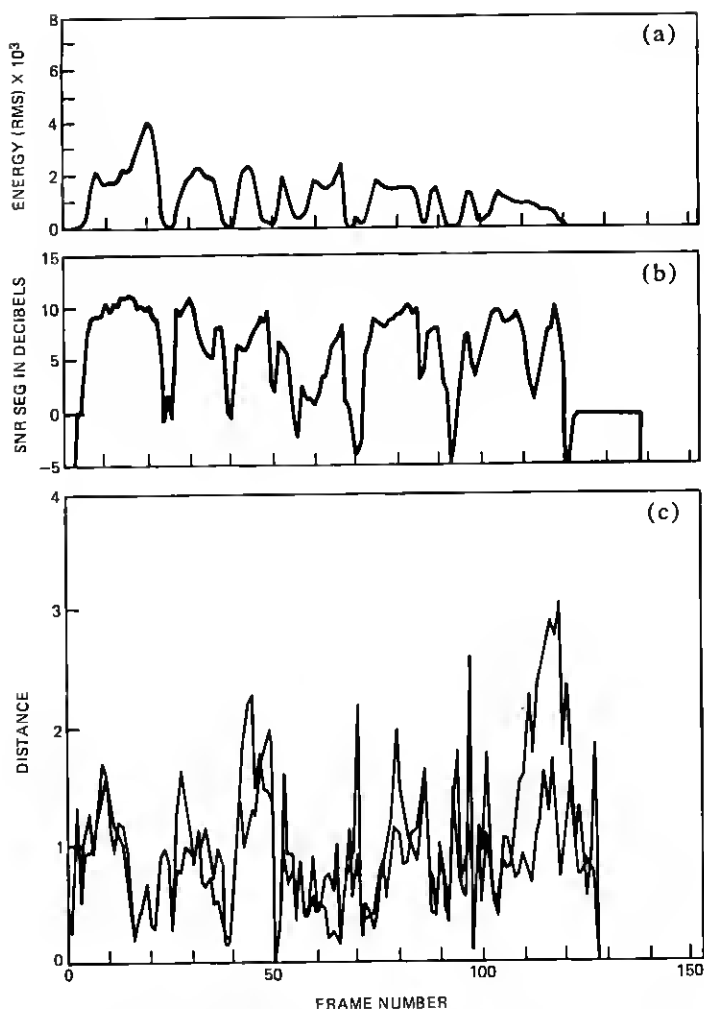 (a)
ENERGY (RMS) X 10³
8
6
4
2
0
(b)
SNR SEG IN DECIBELS
15
10
5
0
−5
(c)
DISTANCE
4
3
2
1
0
0 50 100 150
FRAME NUMBER